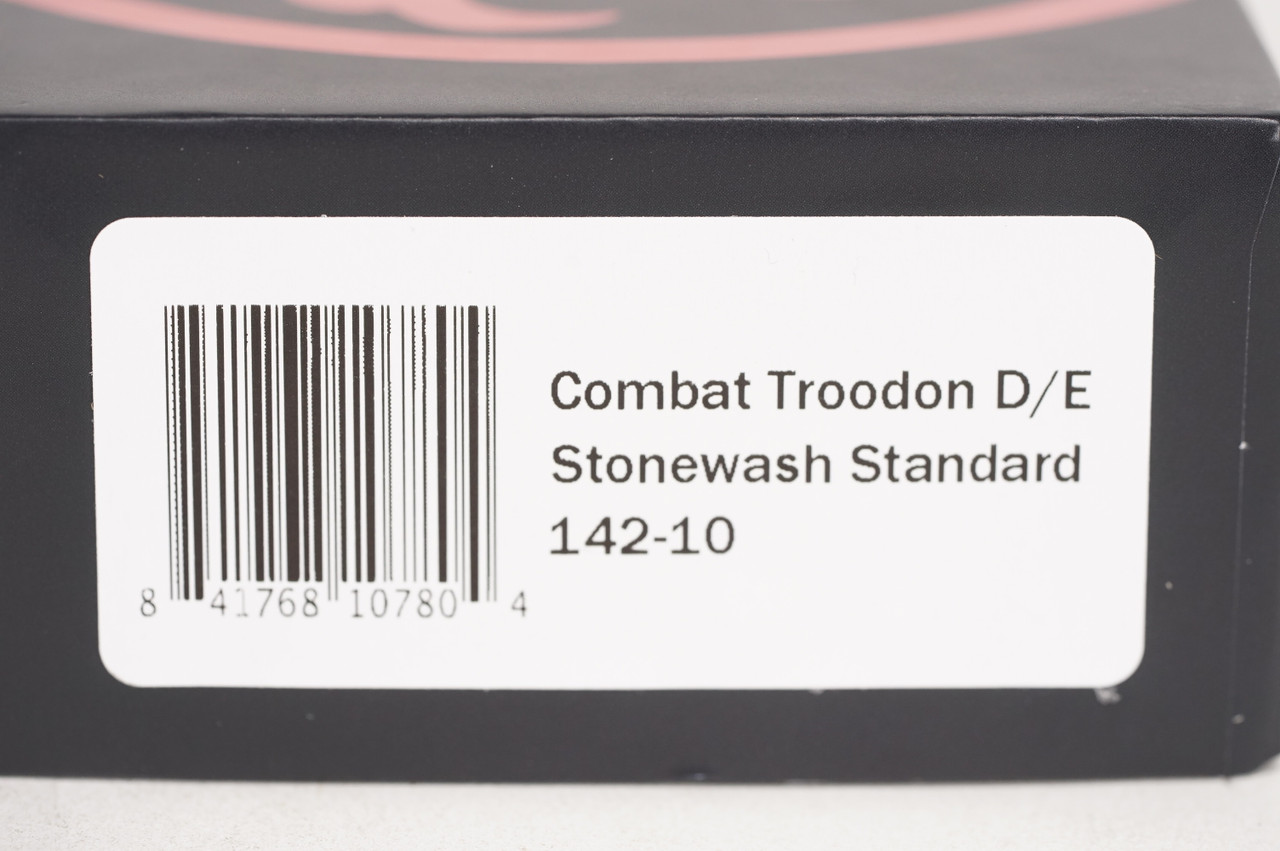 Combat Troodon D/E
Stonewash Standard
142-10
8 41768 10780 4